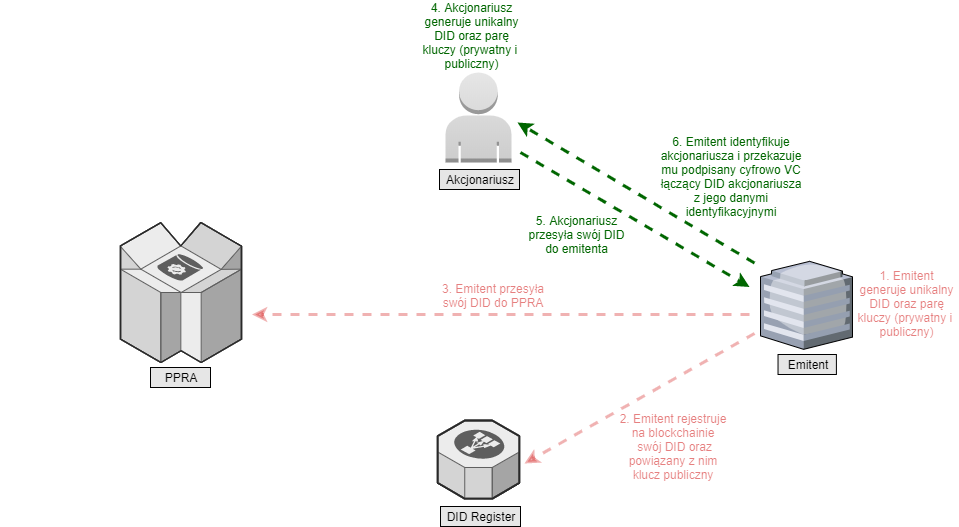 4. Akcjonariusz
generuje unikalny
DID oraz parę
kluczy (prywatny i
publiczny)
Akcjonariusz
6. Emitent identyfikuje
akcjonariusza i przekazuje
mu podpisany cyfrowo VC
łączący DID akcjonariusza
z jego danymi
identyfikacyjnymi
5. Akcjonariusz
przesyła swój DID
do emitenta
1. Emitent
generuje unikalny
DID oraz parę
kluczy (prywatny i
publiczny)
3. Emitent przesyła
swój DID do PPRA
Emitent
PPRA
2. Emitent rejestruje
na blockchainie
swój DID oraz
powiązany z nim
klucz publiczny
DID Register